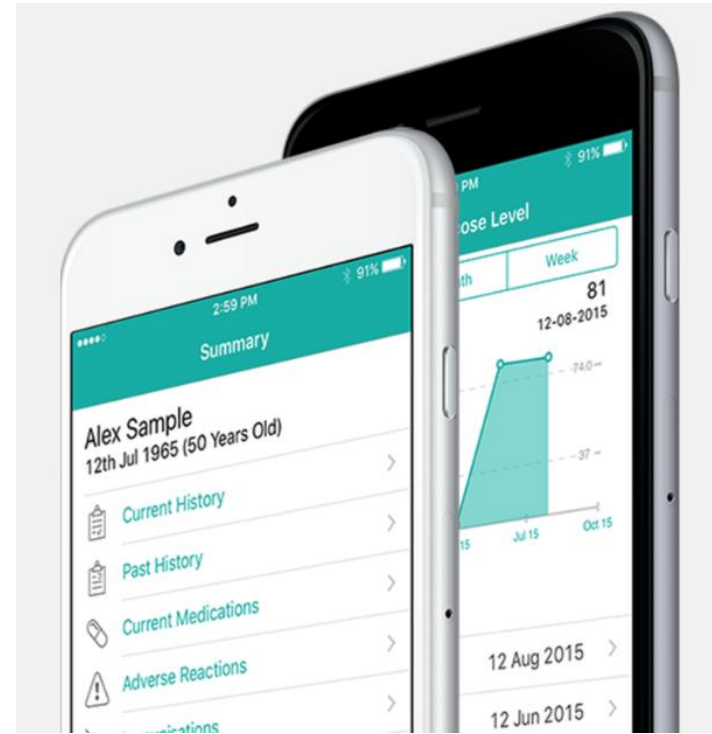 2:59 PM
91%
Summary
Alex Sample
12th Jul 1965 (50 Years Old)
Current History
Past History
Current Medications
Adverse Reactions
PM
91%
Level
Week
81
12-08-2015
74.0
37
15
Jul 15
Oct 15
12 Aug 2015
12 Jun 2015